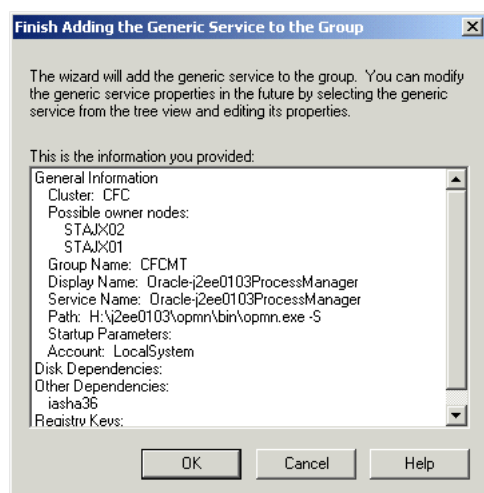 Finish Adding the Generic Service to the Group
The wizard will add the generic service to the group. You can modify
the generic service properties in the future by selecting the generic
service from the tree view and editing its properties.
This is the information you provided:
General Information
Cluster: CFC
Possible owner nodes:
STAJX02
STAJX01
Group Name: CFCMT
Display Name: Oracle-j2ee0103ProcessManager
Service Name: Oracle-j2ee0103ProcessManager
Path: H:\j2ee0103\opmn\bin\opmn.exe -S
Startup Parameters:
Account: LocalSystem
Disk Dependencies:
Other Dependencies:
iasha36
Registry Keys:
OK Cancel Help